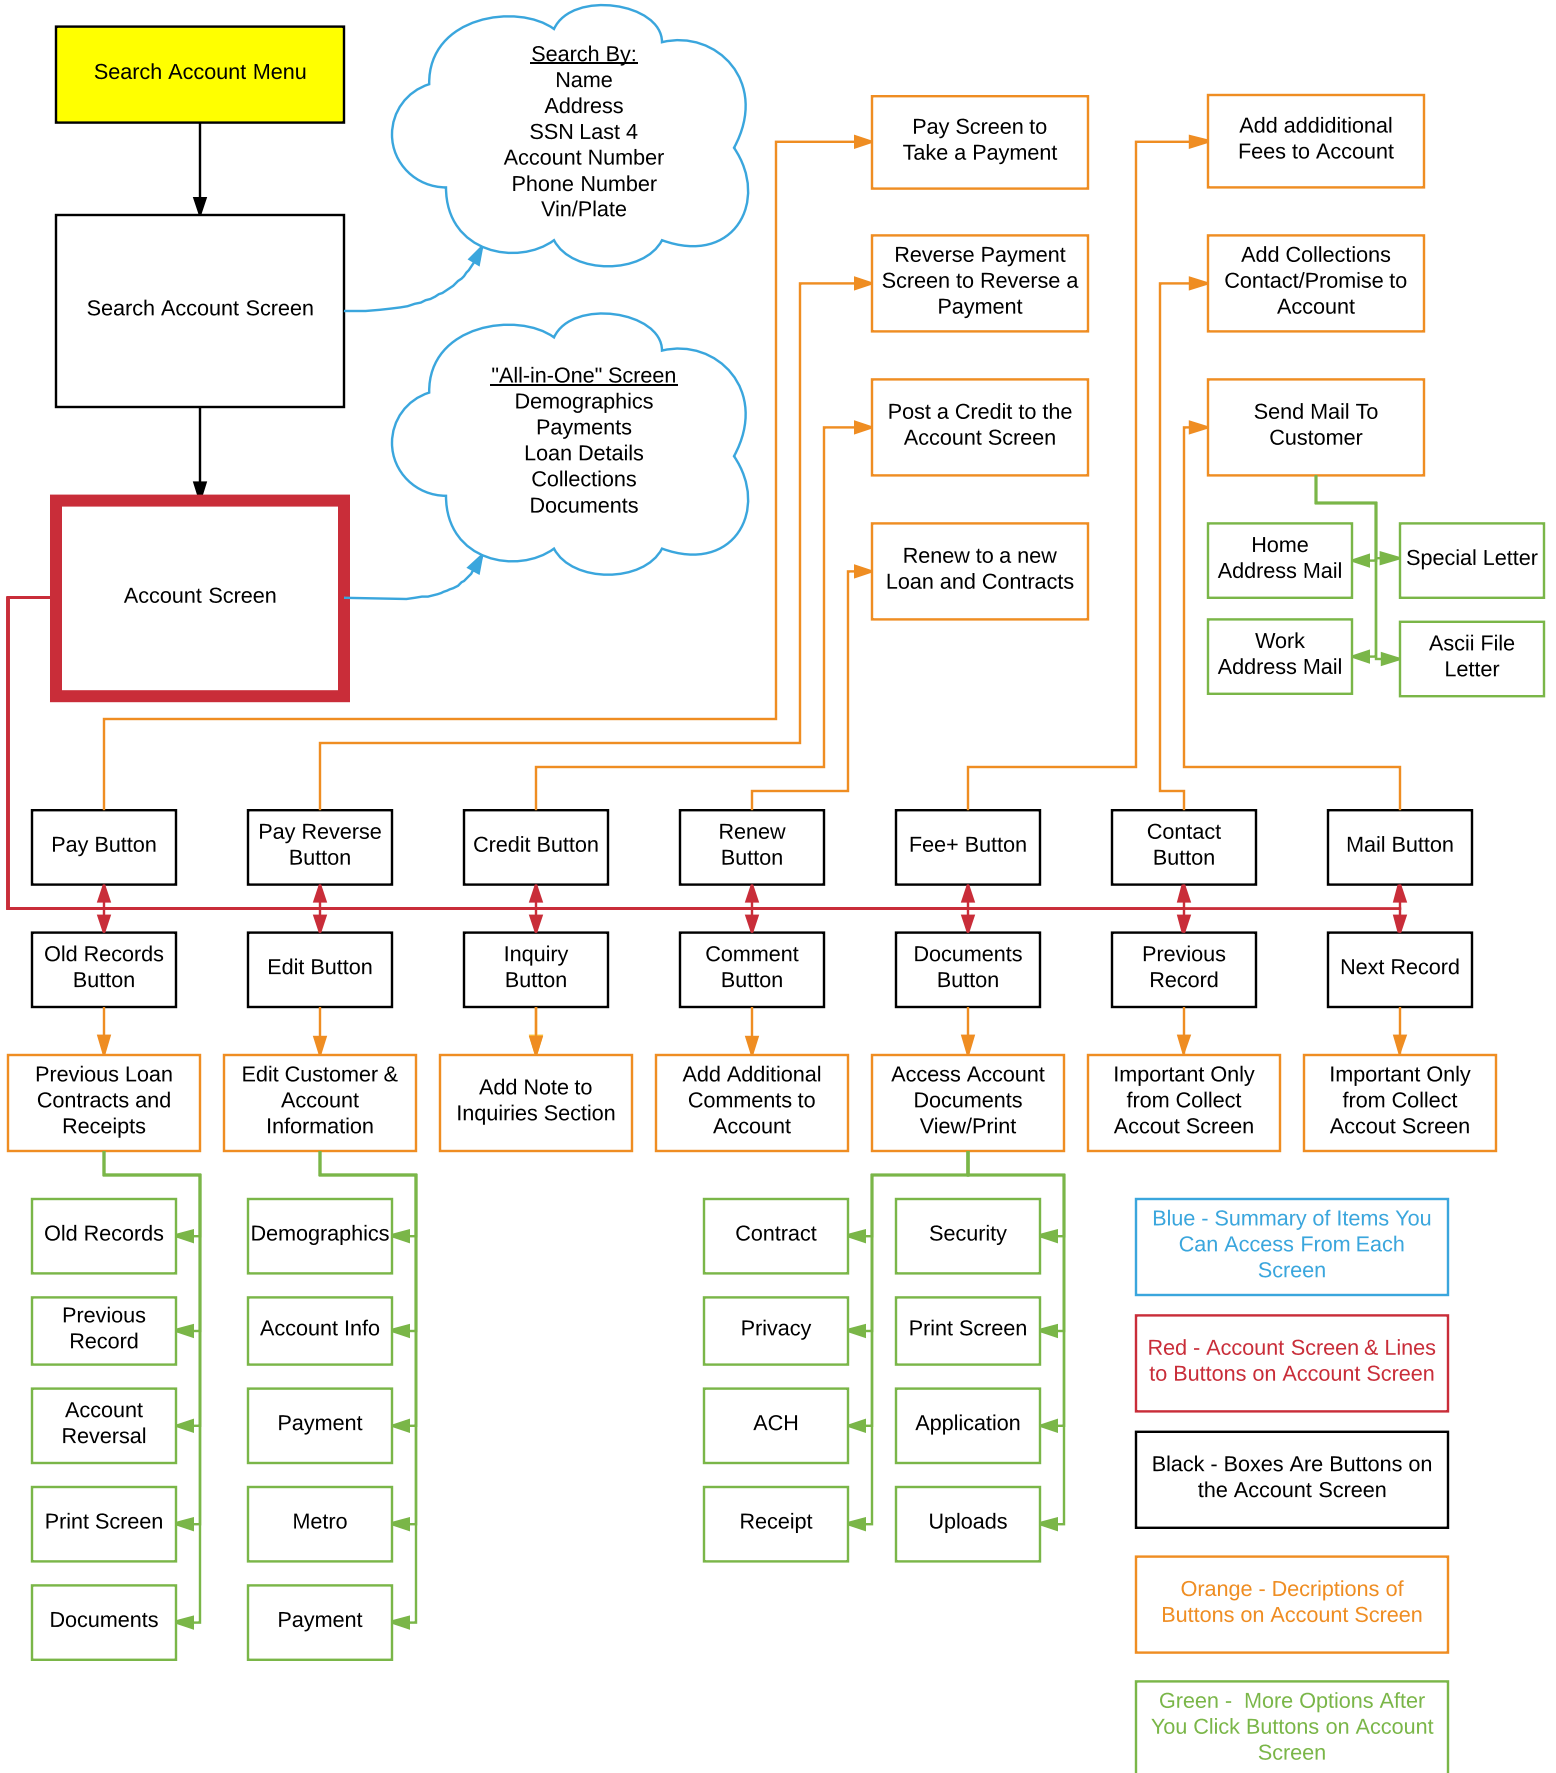 Search Account Menu
Search By:
Name
Address
SSN Last 4
Account Number
Phone Number
Vin/Plate
Pay Screen to
Take a Payment
Add addiditional
Fees to Account
Search Account Screen
Reverse Payment
Screen to Reverse a
Payment
Add Collections
Contact/Promise to
Account
"All-in-One" Screen
Demographics
Payments
Loan Details
Collections
Documents
Post a Credit to the
Account Screen
Send Mail To
Customer
Account Screen
Renew to a new
Loan and Contracts
Home
Address Mail
Special Letter
Work
Address Mail
Ascii File
Letter
Pay Button
Pay Reverse
Button
Credit Button
Renew
Button
Fee+ Button
Contact
Button
Mail Button
Old Records
Button
Edit Button
Inquiry
Button
Comment
Button
Documents
Button
Previous
Record
Next Record
Previous Loan
Contracts and
Receipts
Edit Customer &
Account
Information
Add Note to
Inquiries Section
Add Additional
Comments to
Account
Access Account
Documents
View/Print
Important Only
from Collect
Accout Screen
Important Only
from Collect
Accout Screen
Old Records
Demographics
Contract
Security
Previous
Record
Account Info
Privacy
Print Screen
Account
Reversal
Payment
ACH
Application
Print Screen
Metro
Receipt
Uploads
Documents
Payment
Blue - Summary of Items You
Can Access From Each
Screen
Red - Account Screen & Lines
to Buttons on Account Screen
Black - Boxes Are Buttons on
the Account Screen
Orange - Decriptions of
Buttons on Account Screen
Green -  More Options After
You Click Buttons on Account
Screen